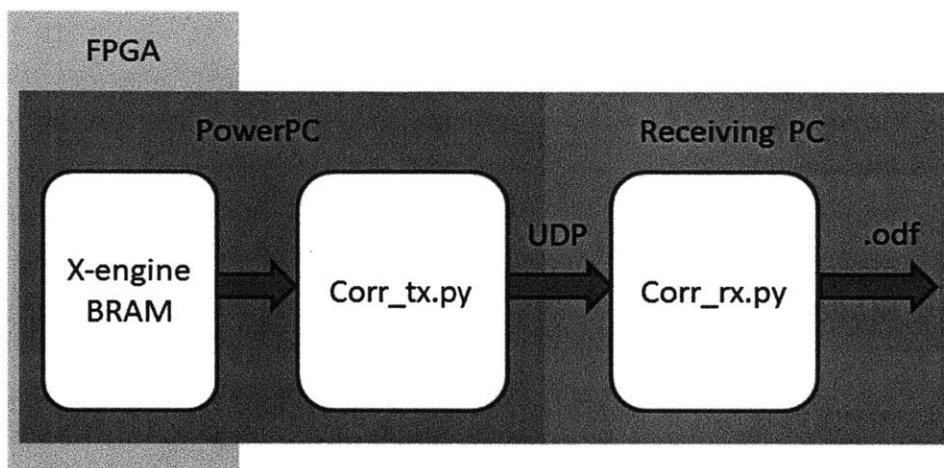 FPGA
PowerPC
Receiving PC
X-engine
BRAM
Corr_tx.py
UDP
Corr_rx.py
.odf